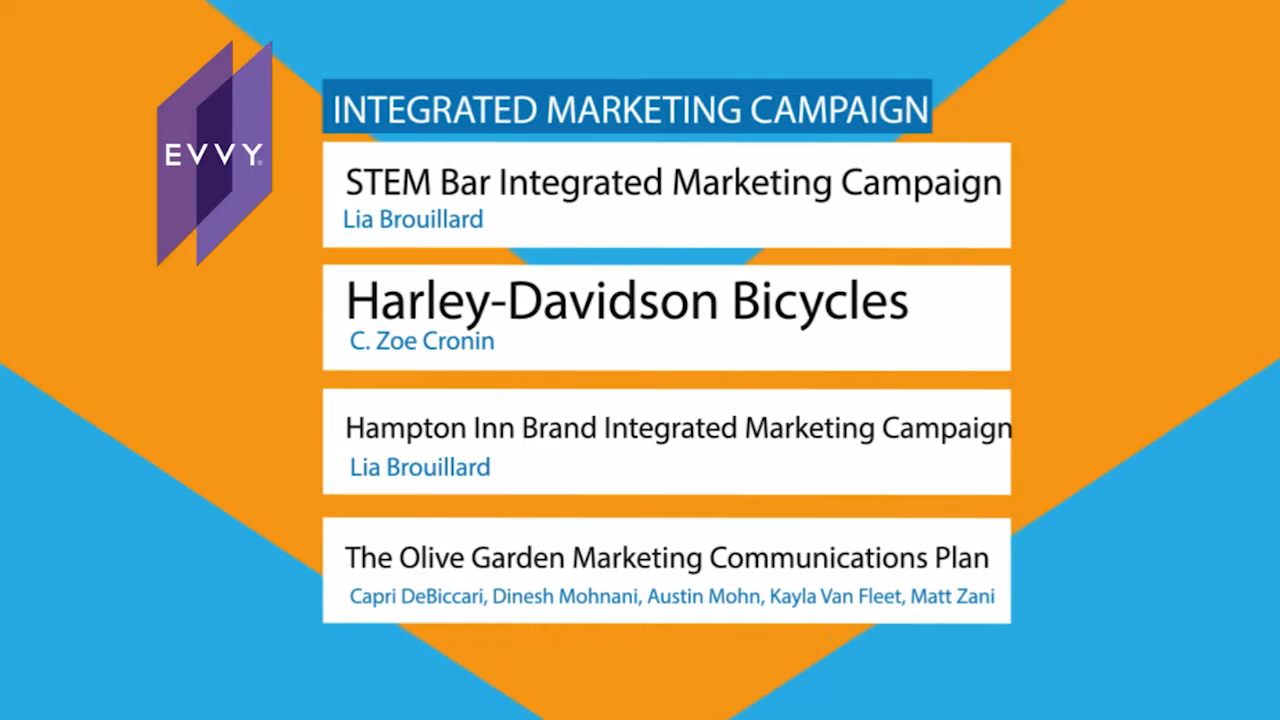 EVVY®
INTEGRATED MARKETING CAMPAIGN
STEM Bar Integrated Marketing Campaign
Lia Brouillard
Harley-Davidson Bicycles
C. Zoe Cronin
Hampton Inn Brand Integrated Marketing Campaign
Lia Brouillard
The Olive Garden Marketing Communications Plan
Capri DeBiccari, Dinesh Mohnani, Austin Mohn, Kayla Van Fleet, Matt Zani